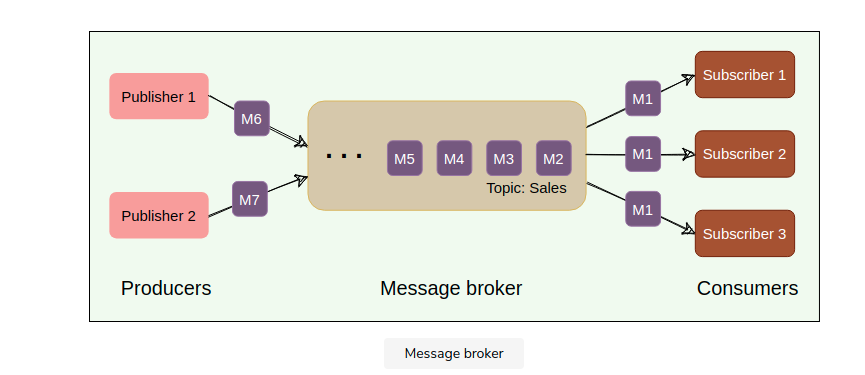 Publisher 1
M6
M1
Subscriber 1
. . .
M5 M4 M3 M2
M1
Subscriber 2
Topic: Sales
Publisher 2
M7
M1
Subscriber 3
Producers
Message broker
Consumers
Message broker